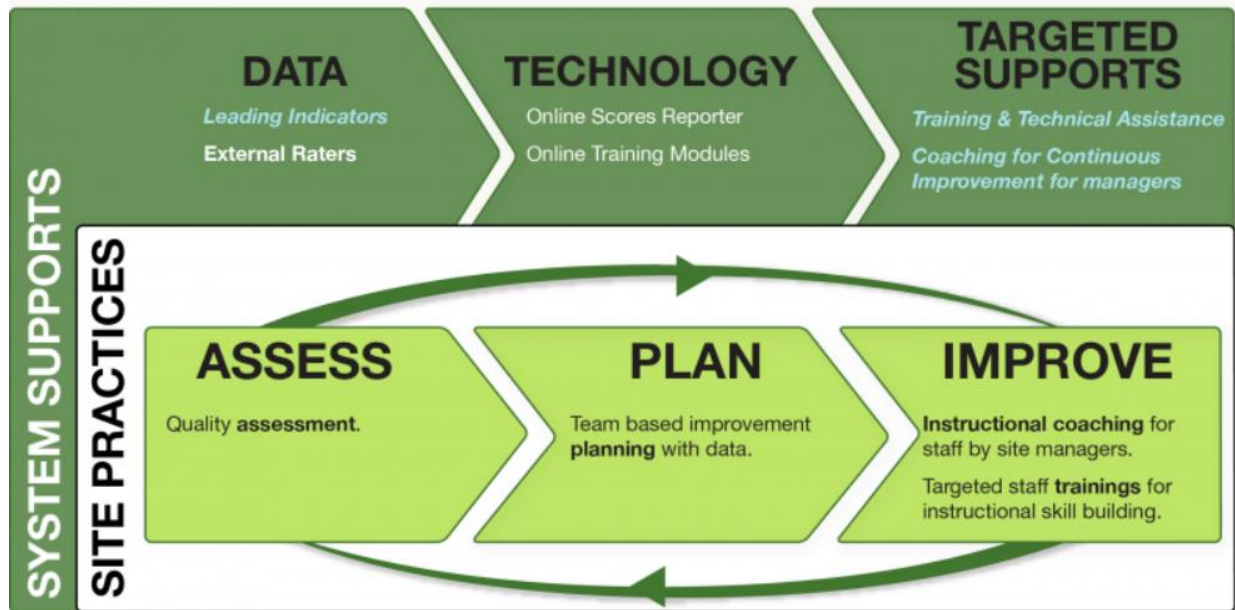 SYSTEM SUPPORTS
DATA
Leading Indicators
External Raters
TECHNOLOGY
Online Scores Reporter
Online Training Modules
TARGETED
SUPPORTS
Training & Technical Assistance
Coaching for Continuous
Improvement for managers
SITE PRACTICES
ASSESS
Quality assessment.
PLAN
Team based improvement
planning with data.
IMPROVE
Instructional coaching for
staff by site managers.
Targeted staff trainings for
instructional skill building.